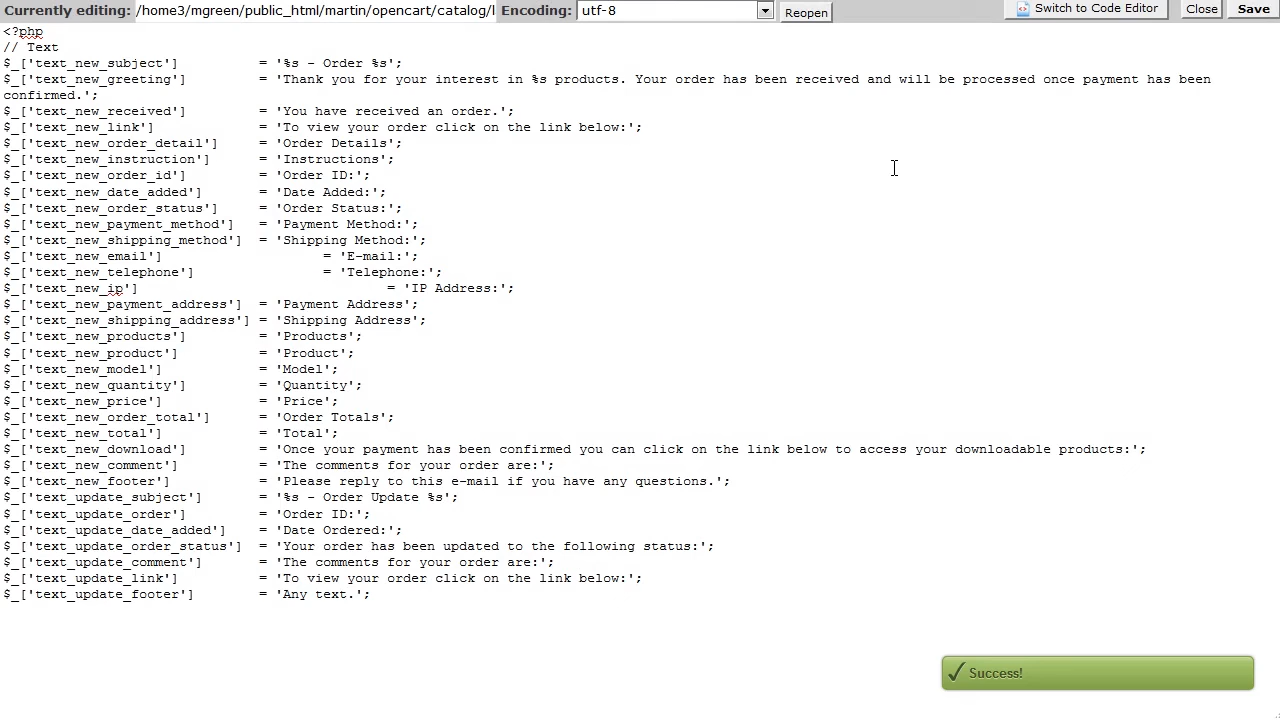 Currently editing: /home3/mgreen/public_html/martin/opencart/catalog/l Encoding: utf-8 Reopen Switch to Code Editor Close Save
<?php
// Text
$_['text_new_subject'] = '%s - Order %s';
$_['text_new_greeting'] = 'Thank you for your interest in %s products. Your order has been received and will be processed once payment has been
confirmed.';
$_['text_new_received'] = 'You have received an order.';
$_['text_new_link'] = 'To view your order click on the link below:';
$_['text_new_order_detail'] = 'Order Details';
$_['text_new_instruction'] = 'Instructions';
$_['text_new_order_id'] = 'Order ID:';
$_['text_new_date_added'] = 'Date Added:';
$_['text_new_order_status'] = 'Order Status:';
$_['text_new_payment_method'] = 'Payment Method:';
$_['text_new_shipping_method'] = 'Shipping Method:';
$_['text_new_email'] = 'E-mail:';
$_['text_new_telephone'] = 'Telephone:';
$_['text_new_ip'] = 'IP Address:';
$_['text_new_payment_address'] = 'Payment Address';
$_['text_new_shipping_address'] = 'Shipping Address';
$_['text_new_products'] = 'Products';
$_['text_new_product'] = 'Product';
$_['text_new_model'] = 'Model';
$_['text_new_quantity'] = 'Quantity';
$_['text_new_price'] = 'Price';
$_['text_new_order_total'] = 'Order Totals';
$_['text_new_total'] = 'Total';
$_['text_new_download'] = 'Once your payment has been confirmed you can click on the link below to access your downloadable products:';
$_['text_new_comment'] = 'The comments for your order are:';
$_['text_new_footer'] = 'Please reply to this e-mail if you have any questions.';
$_['text_update_subject'] = '%s - Order Update %s';
$_['text_update_order'] = 'Order ID:';
$_['text_update_date_added'] = 'Date Ordered:';
$_['text_update_order_status'] = 'Your order has been updated to the following status:';
$_['text_update_comment'] = 'The comments for your order are:';
$_['text_update_link'] = 'To view your order click on the link below:';
$_['text_update_footer'] = 'Any text.';
Success!